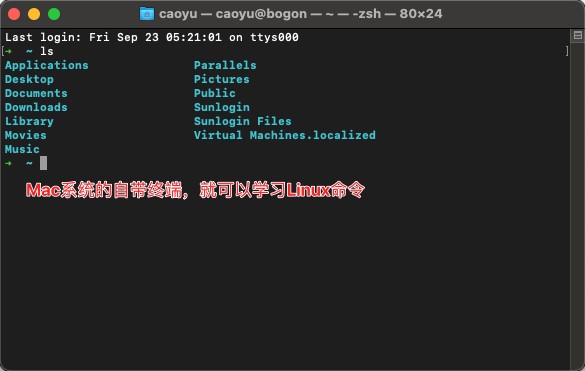 caoyu — caoyu@bogon — ~ — -zsh — 80×24
Last login: Fri Sep 23 05:21:01 on ttys000
[➜ ~ ls ]
Applications Parallels
Desktop Pictures
Documents Public
Downloads Sunlogin
Library Sunlogin Files
Movies Virtual Machines.localized
Music
➜ ~
Mac系统的自带终端，就可以学习Linux命令